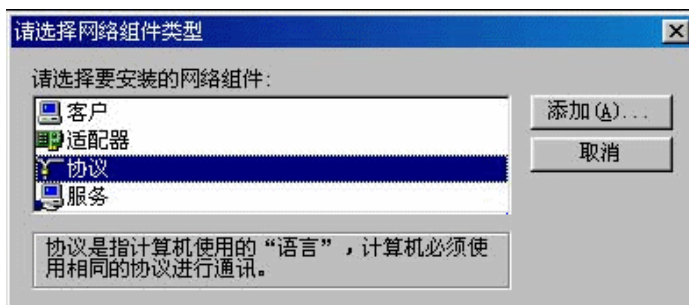 请选择网络组件类型
请选择要安装的网络组件:
客户
适配器
协议
服务
添加(A)...
取消
协议是指计算机使用的“语言”，计算机必须使
用相同的协议进行通讯。